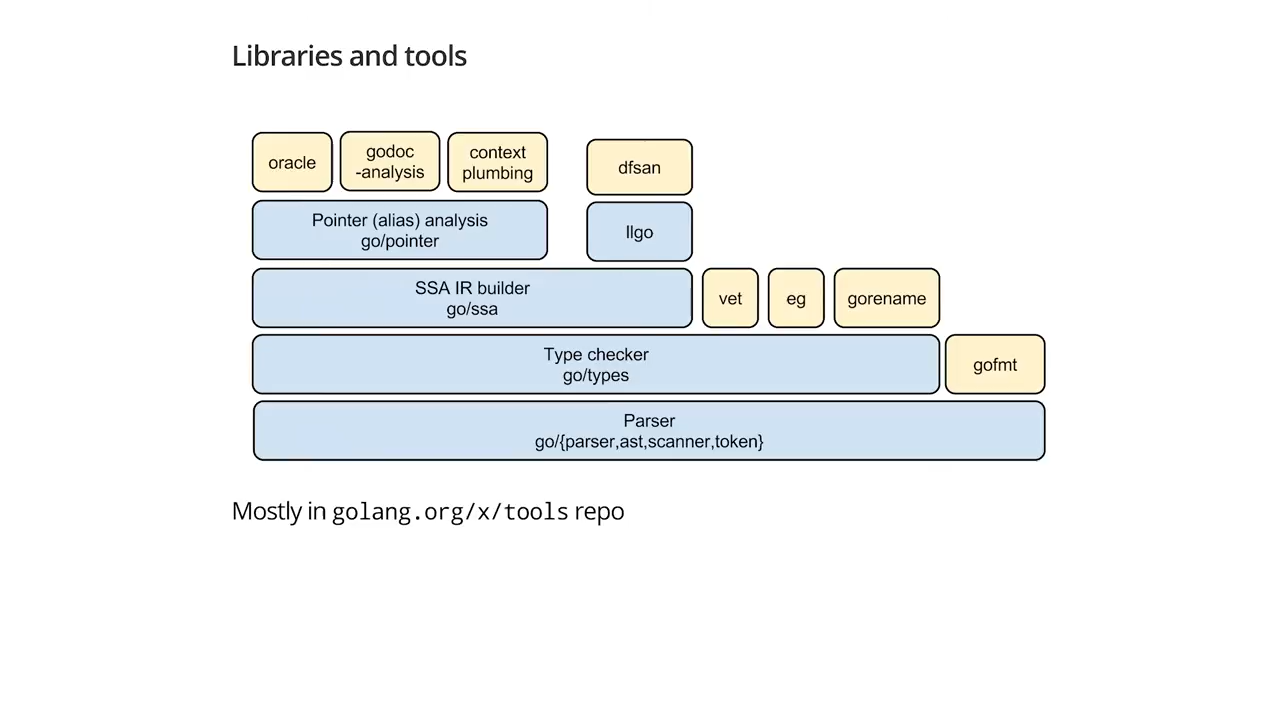 Libraries and tools
oracle
godoc
-analysis
context
plumbing
dfsan
Pointer (alias) analysis
go/pointer
llgo
SSA IR builder
go/ssa
vet
eg
gorename
Type checker
go/types
gofmt
Parser
go/{parser,ast,scanner,token}
Mostly in golang.org/x/tools repo